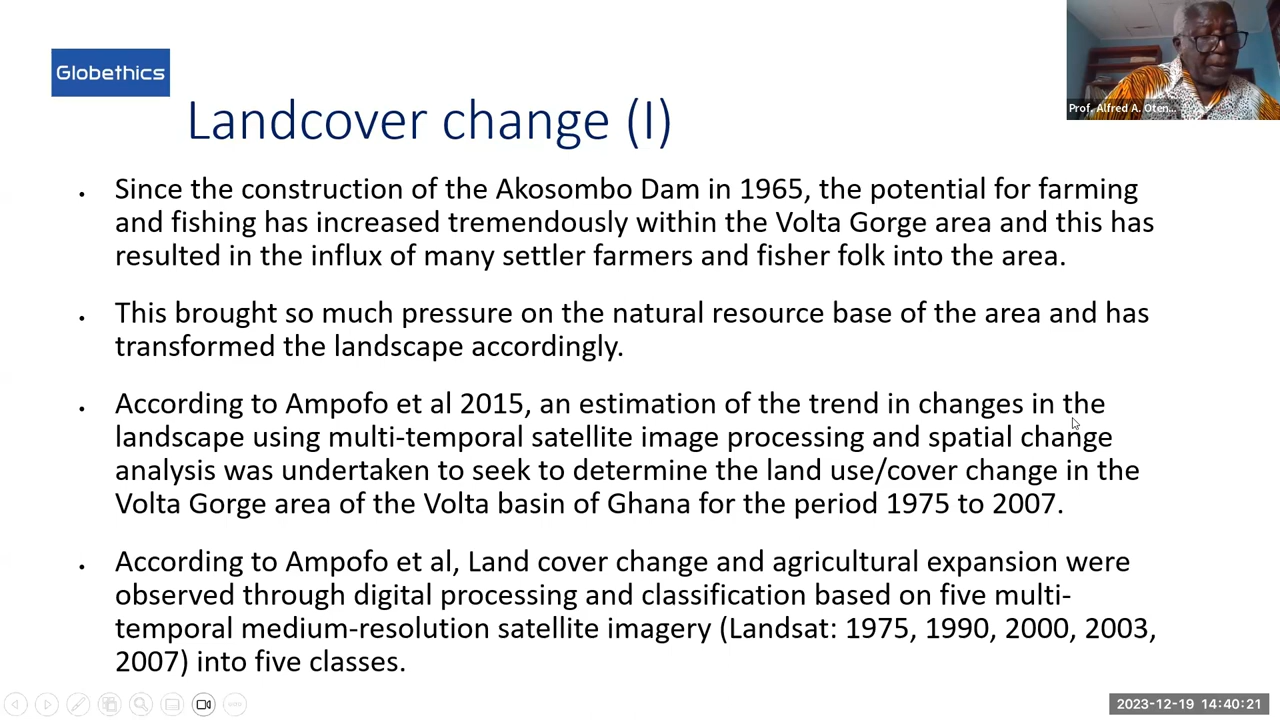 Globethics
Prof. Alfred A. Oten...
Landcover change (I)
• Since the construction of the Akosombo Dam in 1965, the potential for farming
and fishing has increased tremendously within the Volta Gorge area and this has
resulted in the influx of many settler farmers and fisher folk into the area.
• This brought so much pressure on the natural resource base of the area and has
transformed the landscape accordingly.
• According to Ampofo et al 2015, an estimation of the trend in changes in the
landscape using multi-temporal satellite image processing and spatial change
analysis was undertaken to seek to determine the land use/cover change in the
Volta Gorge area of the Volta basin of Ghana for the period 1975 to 2007.
• According to Ampofo et al, Land cover change and agricultural expansion were
observed through digital processing and classification based on five multi-
temporal medium-resolution satellite imagery (Landsat: 1975, 1990, 2000, 2003,
2007) into five classes.
2023-12-19 14:40:21